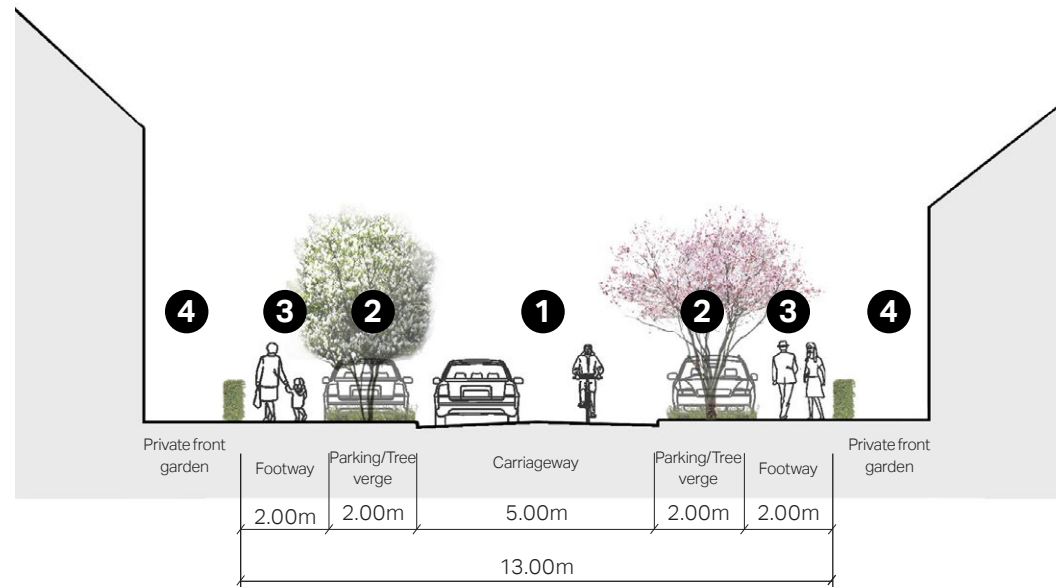 4
3
2
1
2
3
4
Private front
garden
Footway
Parking/Tree
verge
Carriageway
Parking/Tree
verge
Footway
Private front
garden
2.00m
2.00m
5.00m
2.00m
2.00m
13.00m